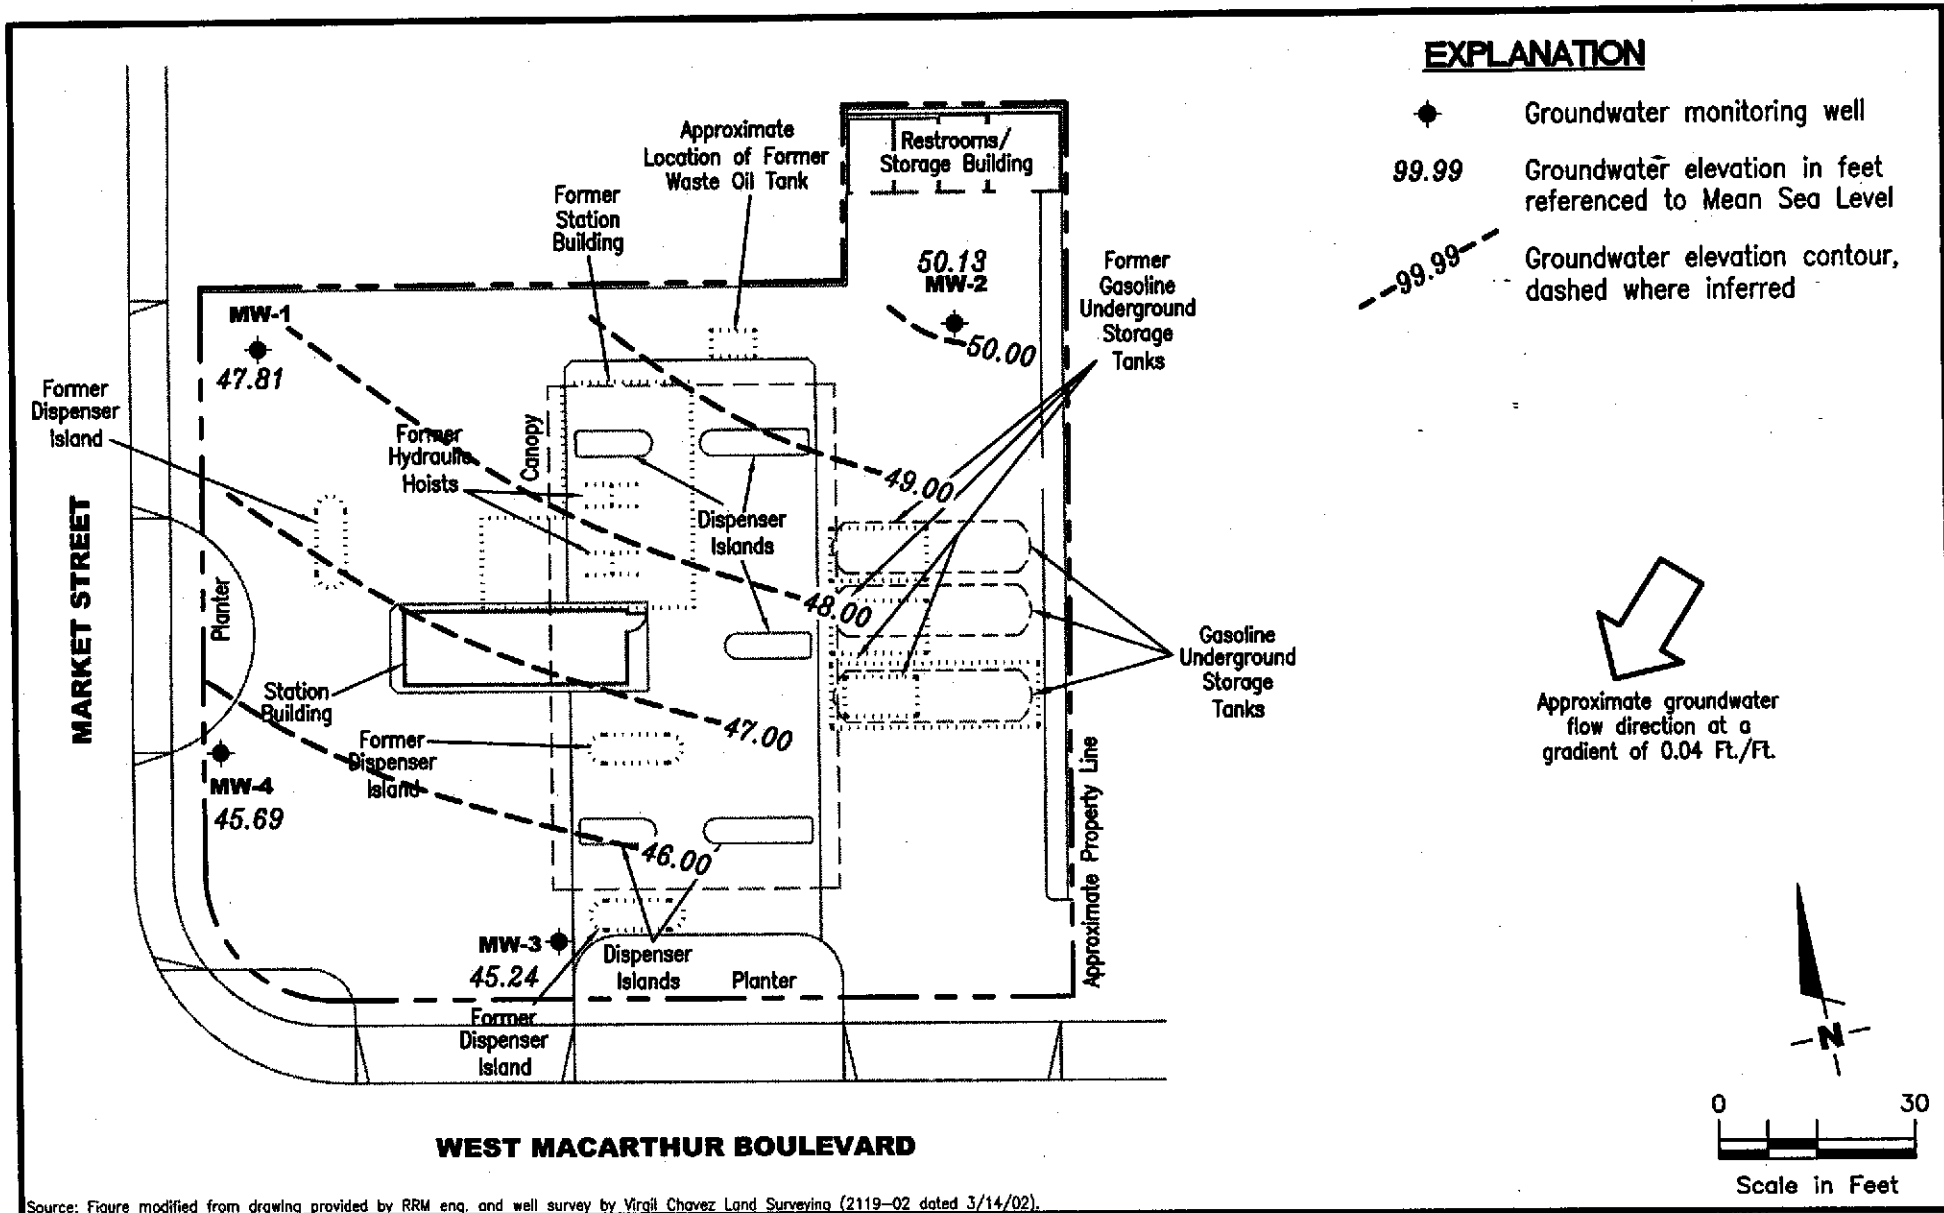 EXPLANATION
Groundwater monitoring well
99.99
Groundwater elevation in feet
referenced to Mean Sea Level
99.99
Groundwater elevation contour,
dashed where inferred
Approximate
Location of Former
Waste Oil Tank
Restrooms/
Storage Building
Former
Station
Building
50.13
MW-2
Former
Gasoline
Underground
Storage
Tanks
MW-1
47.81
50.00
Former
Dispenser
Island
Former
Hydraulic
Hoists
Canopy
49.00
Dispenser
Islands
MARKET STREET
Planter
48.00
Gasoline
Underground
Storage
Tanks
Station
Building
47.00
Former
Dispenser
Island
MW-4
45.69
46.00
Approximate Property Line
Approximate groundwater
flow direction at a
gradient of 0.04 Ft./Ft.
MW-3
45.24
Dispenser
Islands
Planter
Former
Dispenser
Island
N
0 30
Scale in Feet
WEST MACARTHUR BOULEVARD
Source: Figure modified from drawing provided by RRM eng. and well survey by Virgil Chavez Land Surveying (2119-02 dated 3/14/02).